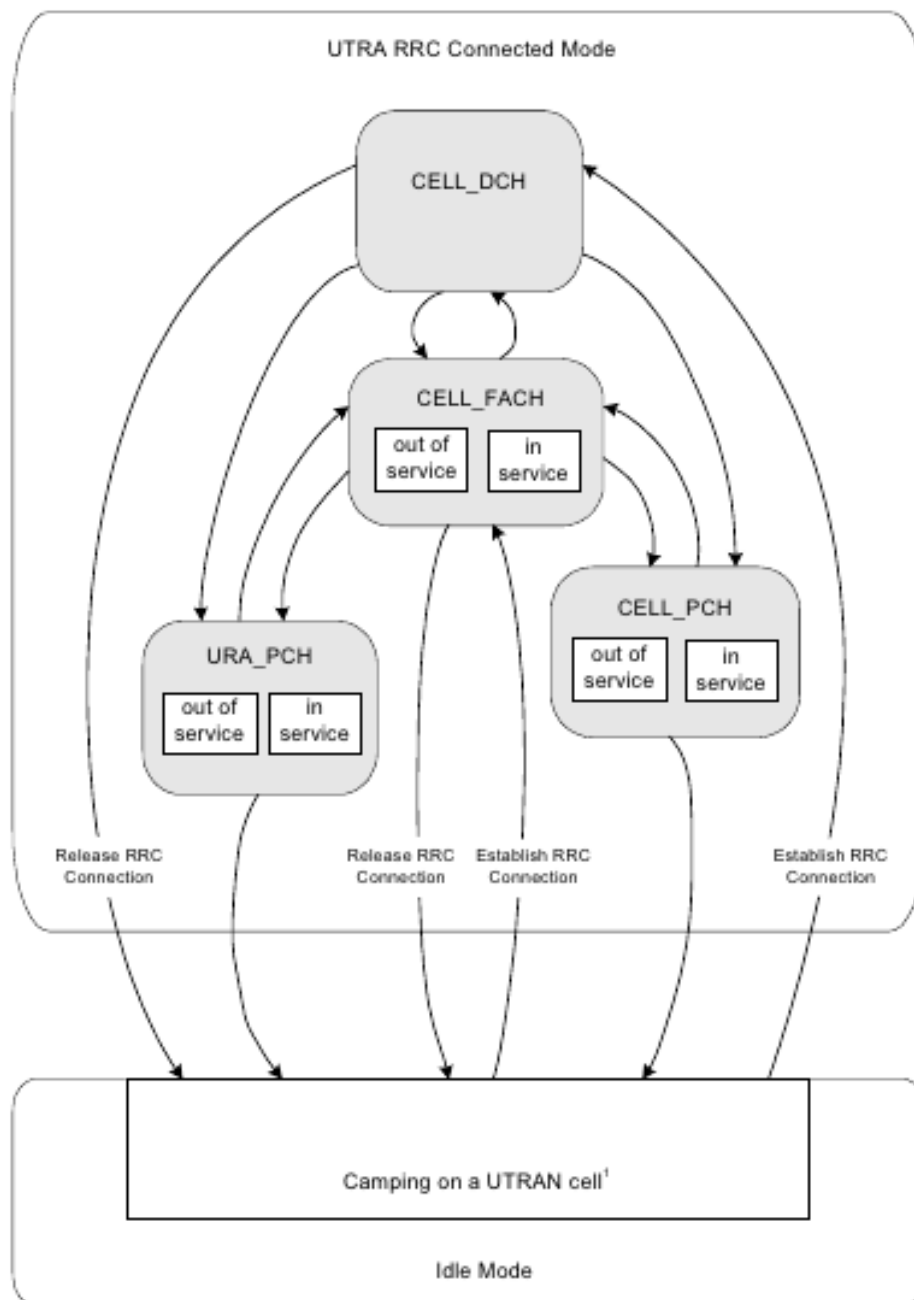 UTRA RRC Connected Mode
CELL_DCH
CELL_FACH
out of
service
in
service
CELL_PCH
out of
service
in
service
URA_PCH
out of
service
in
service
Release RRC
Connection
Release RRC
Connection
Establish RRC
Connection
Establish RRC
Connection
Camping on a UTRAN cell¹
Idle Mode